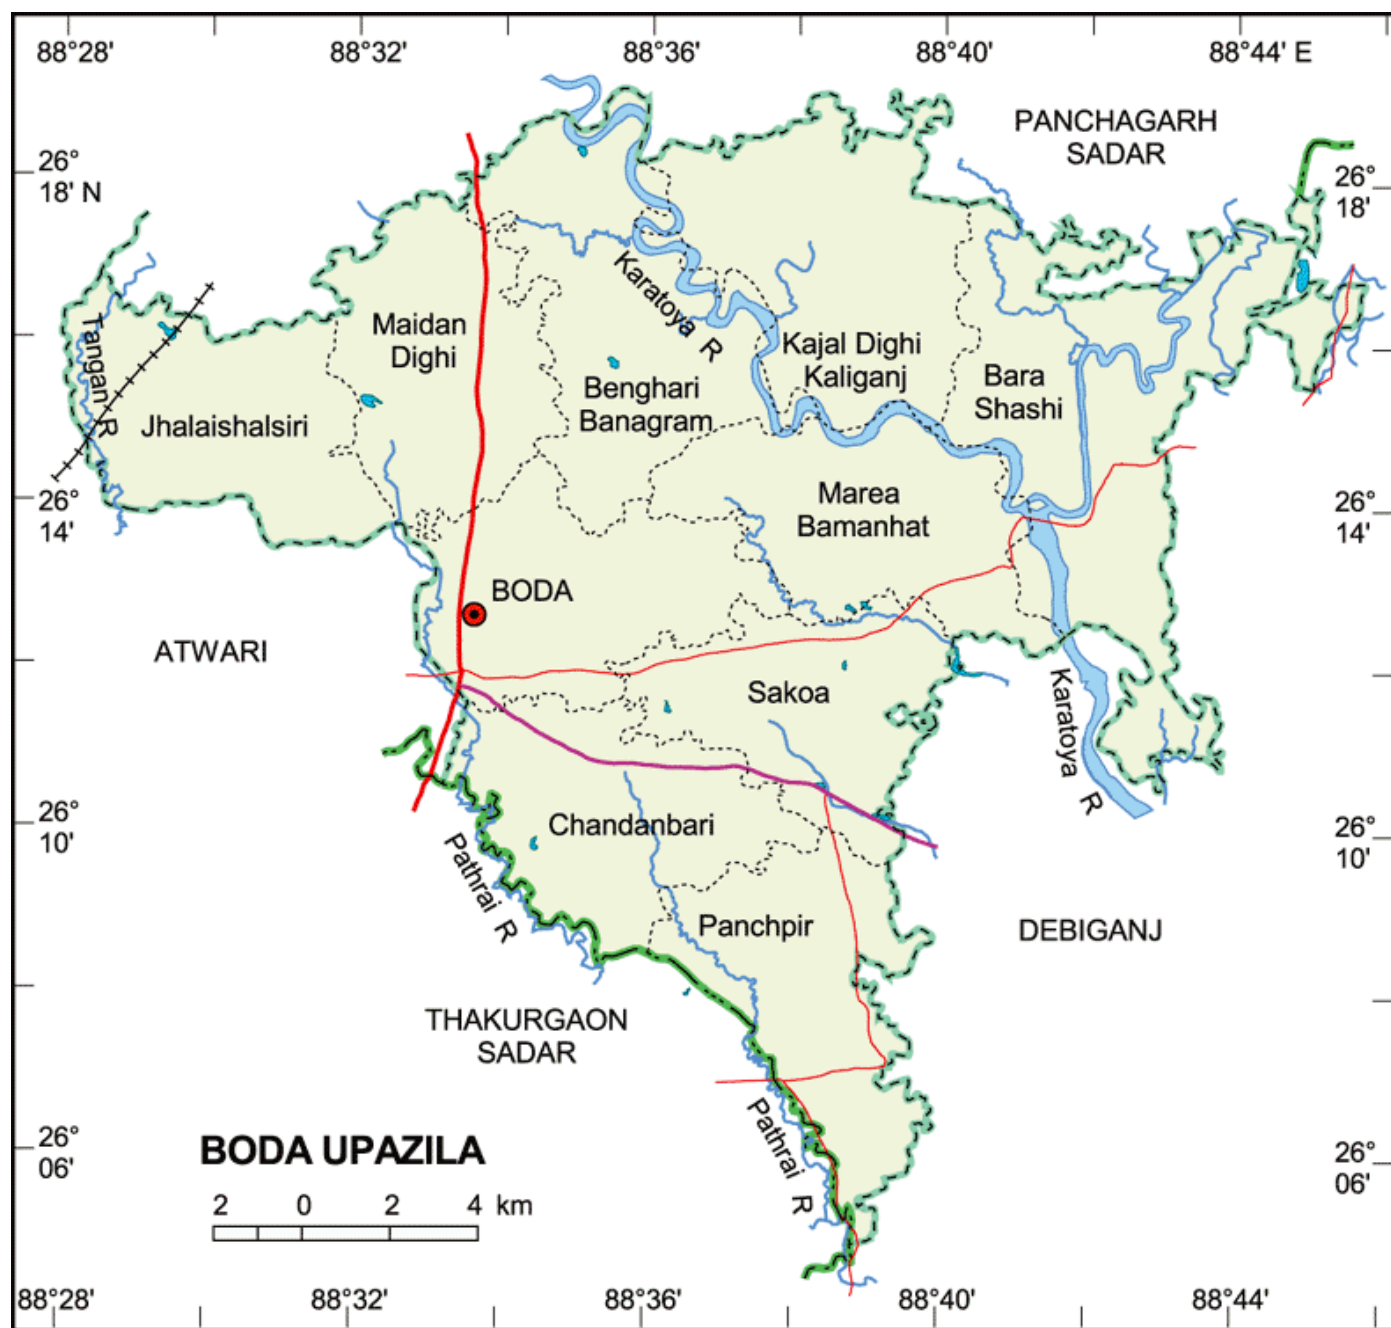 88°28' 88°32' 88°36' 88°40' 88°44' E
PANCHAGARH
SADAR
26°
18' N
26°
18'
Karatoya R
Tangan R
Maidan
Dighi
Kajal Dighi
Kaliganj
Benghari
Banagram
Bara
Shashi
Jhalaishalsiri
26°
14'
Marea
Bamanhat
26°
14'
BODA
ATWARI
Sakoa
Karatoya R
26°
10'
Chandanbari
26°
10'
Pathrai R
Panchpir
DEBIGANJ
THAKURGAON
SADAR
Pathrai R
26°
06'
BODA UPAZILA
26°
06'
2 0 2 4 km
88°28' 88°32' 88°36' 88°40' 88°44'